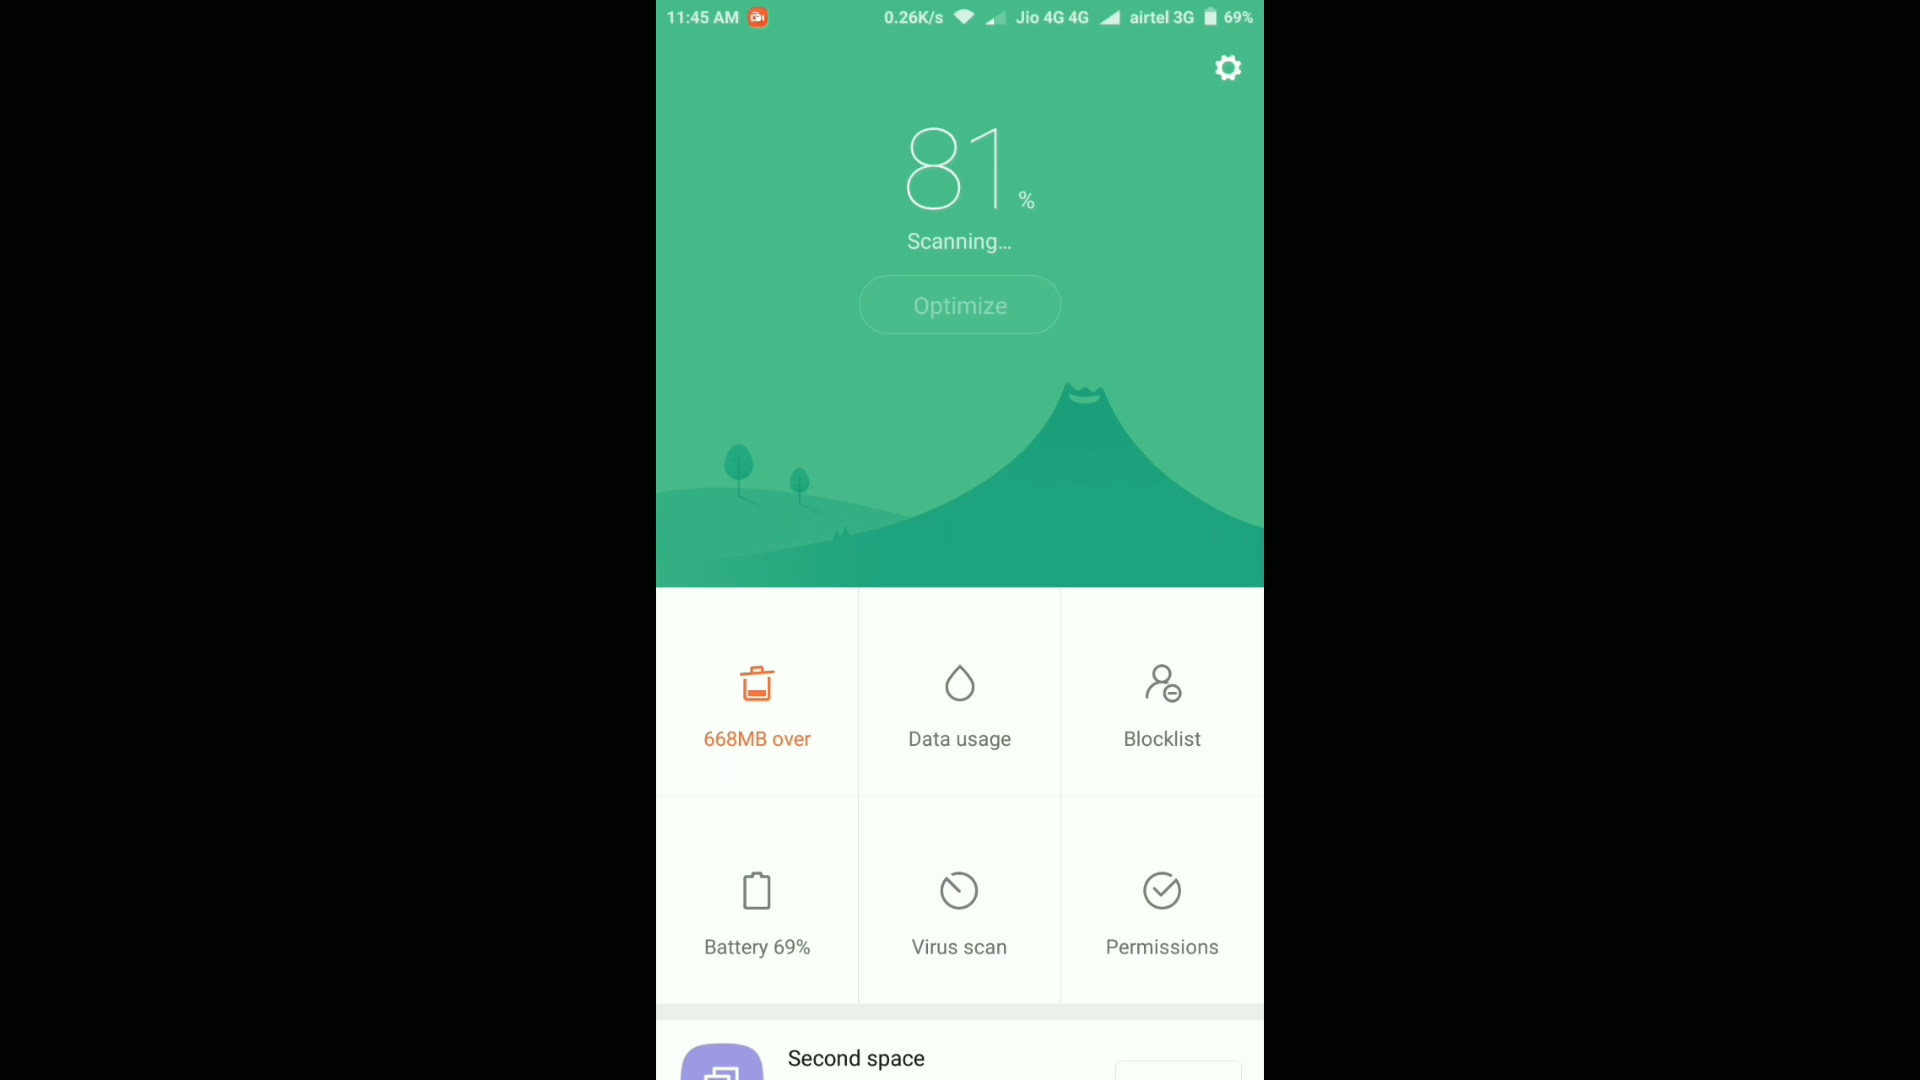 11:45 AM 0.26K/s Jio 4G 4G airtel 3G 69%
81 %
Scanning...
Optimize
668MB over
Data usage
Blocklist
Battery 69%
Virus scan
Permissions
Second space